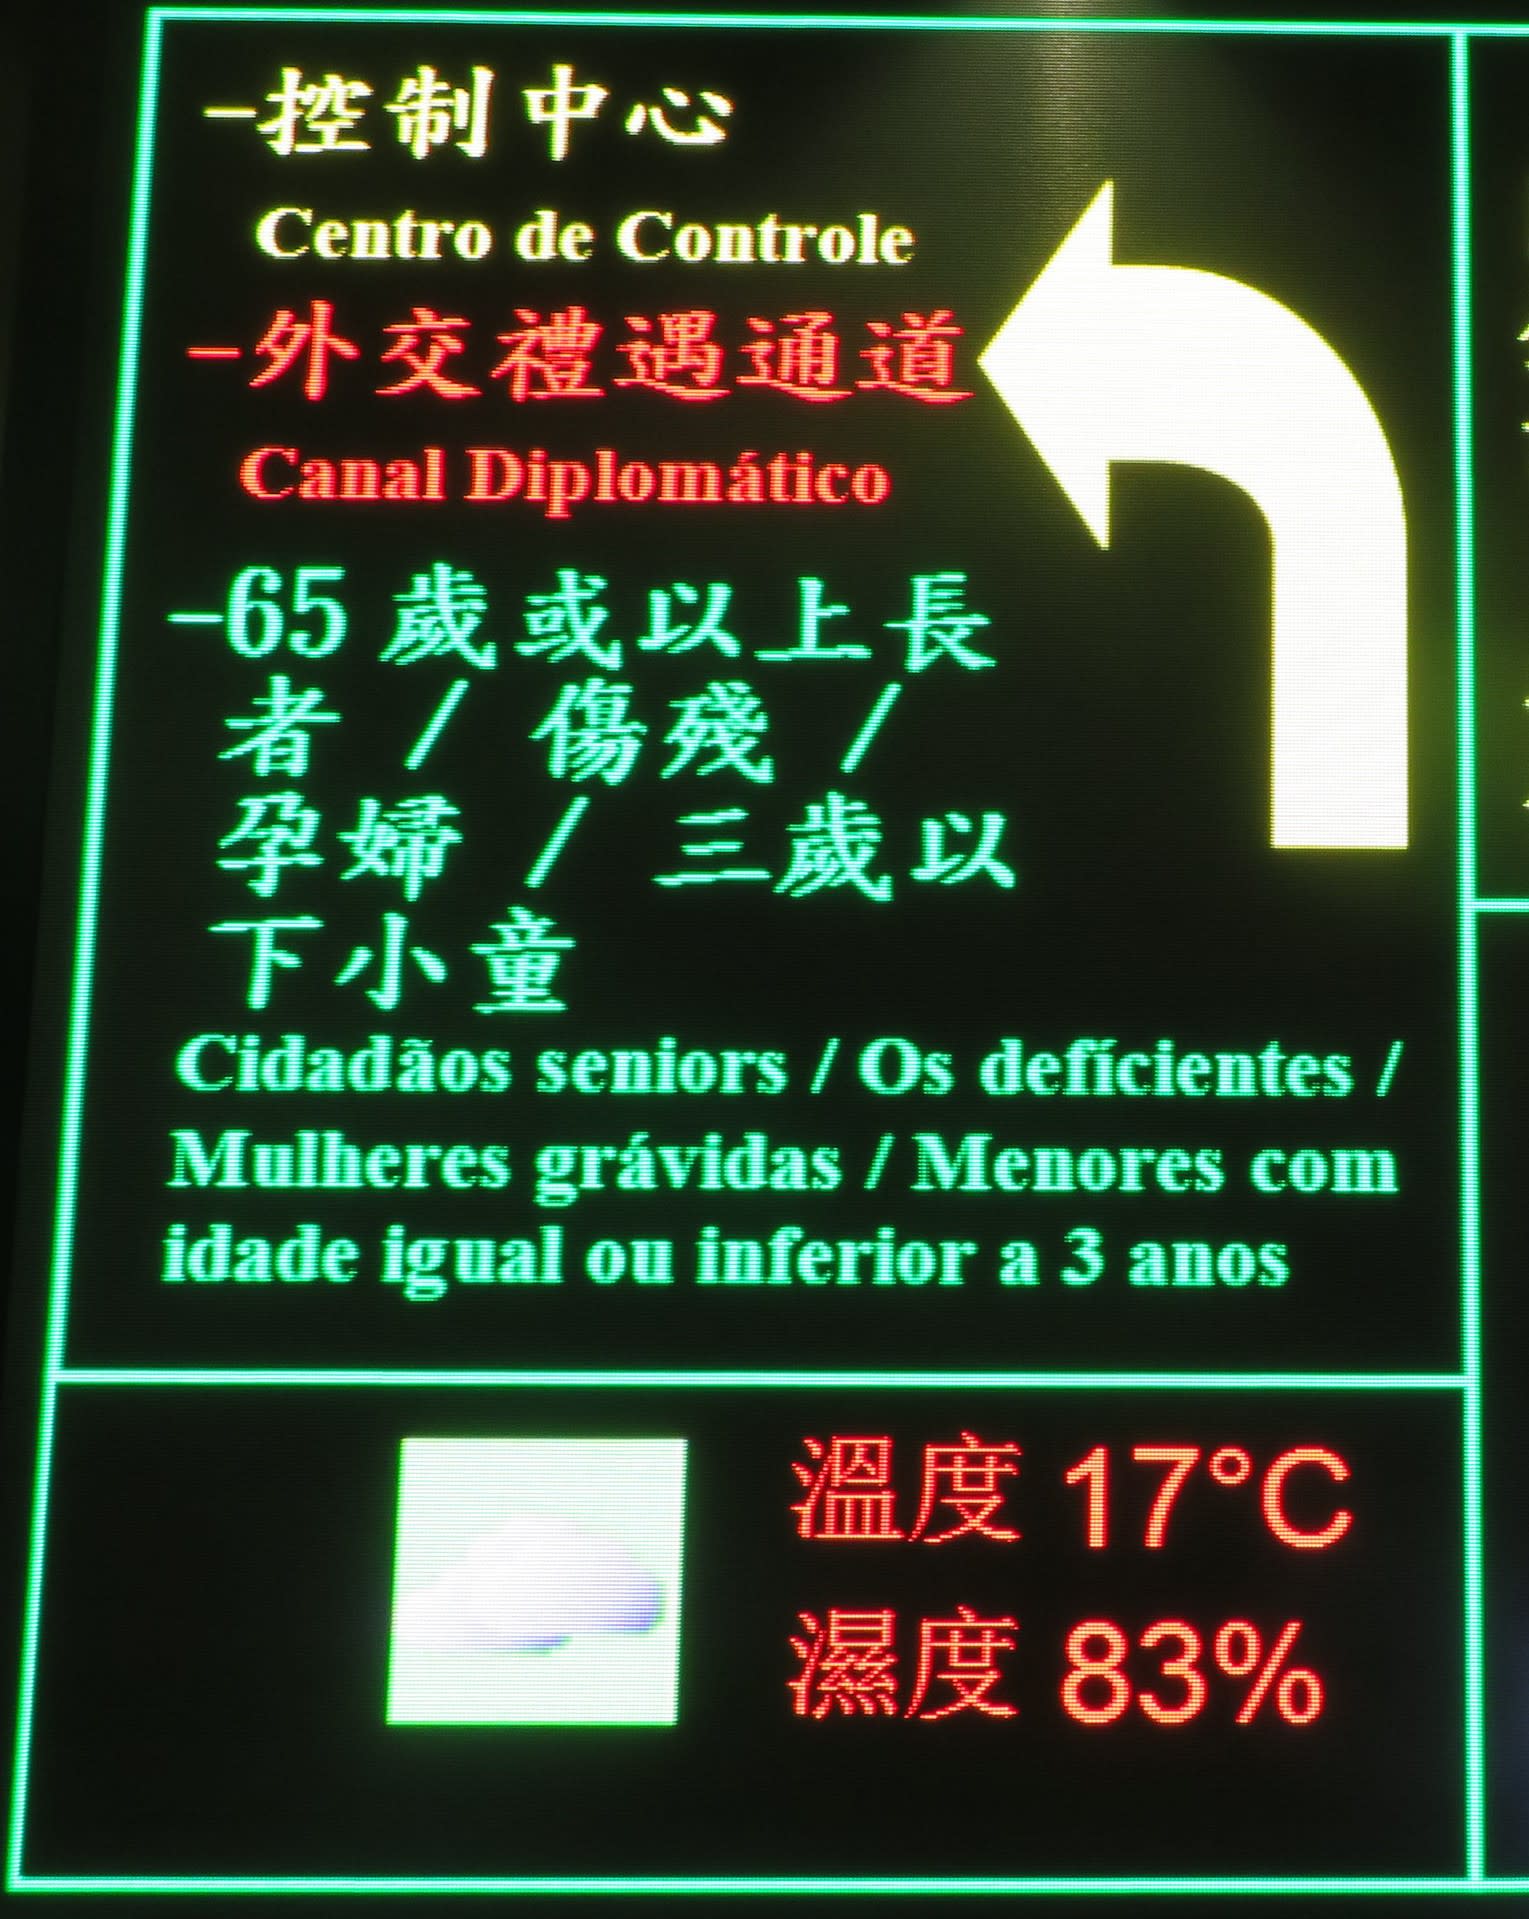 -控制中心
Centro de Controle
-外交禮遇通道
Canal Diplomático
-65 歲或以上長
者 / 傷殘 /
孕婦 / 三歲以
下小童
Cidadãos seniors / Os defícientes /
Mulheres grávidas / Menores com
idade igual ou inferior a 3 anos
溫度 17°C
濕度 83%